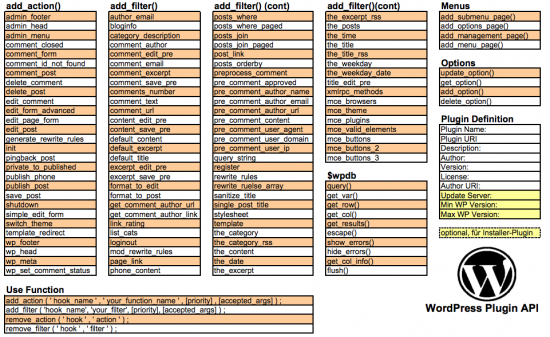 add_action()
admin_footer
admin_head
admin_menu
comment_closed
comment_form
comment_id_not_found
comment_post
delete_comment
delete_post
edit_comment
edit_form_advanced
edit_page_form
edit_post
generate_rewrite_rules
init
pingback_post
private_to_published
publish_phone
publish_post
save_post
shutdown
simple_edit_form
switch_theme
template_redirect
wp_footer
wp_head
wp_meta
wp_set_comment_status
add_filter()
author_email
bloginfo
category_description
comment_author
comment_edit_pre
comment_email
comment_excerpt
comment_save_pre
comments_number
comment_text
comment_url
content_edit_pre
content_save_pre
default_content
default_excerpt
default_title
excerpt_edit_pre
excerpt_save_pre
format_to_edit
format_to_post
get_comment_author_url
get_comment_author_link
link_rating
list_cats
loginout
mod_rewrite_rules
page_link
phone_content
add_filter() (cont)
posts_where
posts_where_paged
posts_join
posts_join_paged
post_link
posts_orderby
preprocess_comment
pre_comment_approved
pre_comment_author_name
pre_comment_author_email
pre_comment_author_url
pre_comment_content
pre_comment_user_agent
pre_comment_user_domain
pre_comment_user_ip
query_string
register
rewrite_rules
rewrite_ruelse_array
sanitize_title
single_post_title
stylesheet
template
the_category
the_category_rss
the_content
the_date
the_excerpt
add_filter()(cont)
the_excerpt_rss
the_posts
the_time
the_title
the_title_rss
the_weekday
the_weekday_date
title_edit_pre
xmlrpc_methods
mce_browsers
mce_theme
mce_plugins
mce_valid_elements
mce_buttons
mce_buttons_2
mce_buttons_3
$wpdb
query()
get_var()
get_row()
get_col()
get_results()
escape()
show_errors()
hide_errors()
get_col_info()
flush()
Menus
add_submenu_page()
add_options_page()
add_management_page()
add_menu_page()
Options
update_option()
get_option()
add_option()
delete_option()
Plugin Definition
Plugin Name:
Plugin URI
Description:
Author:
Version:
License:
Author URI:
Update Server:
Min WP Version:
Max WP Version:
optional, für Installer-Plugin
WordPress Plugin API
Use Function
add_action ( ' hook_name ' , ' your_function_name ' , [priority] , [accepted_args] ) ;
add_filter ( 'hook_name', 'your_filter', [priority], [accepted_args] ) ;
remove_action ( ' hook ' , ' action ' ) ;
remove_filter ( ' hook ' , ' filter ' ) ;